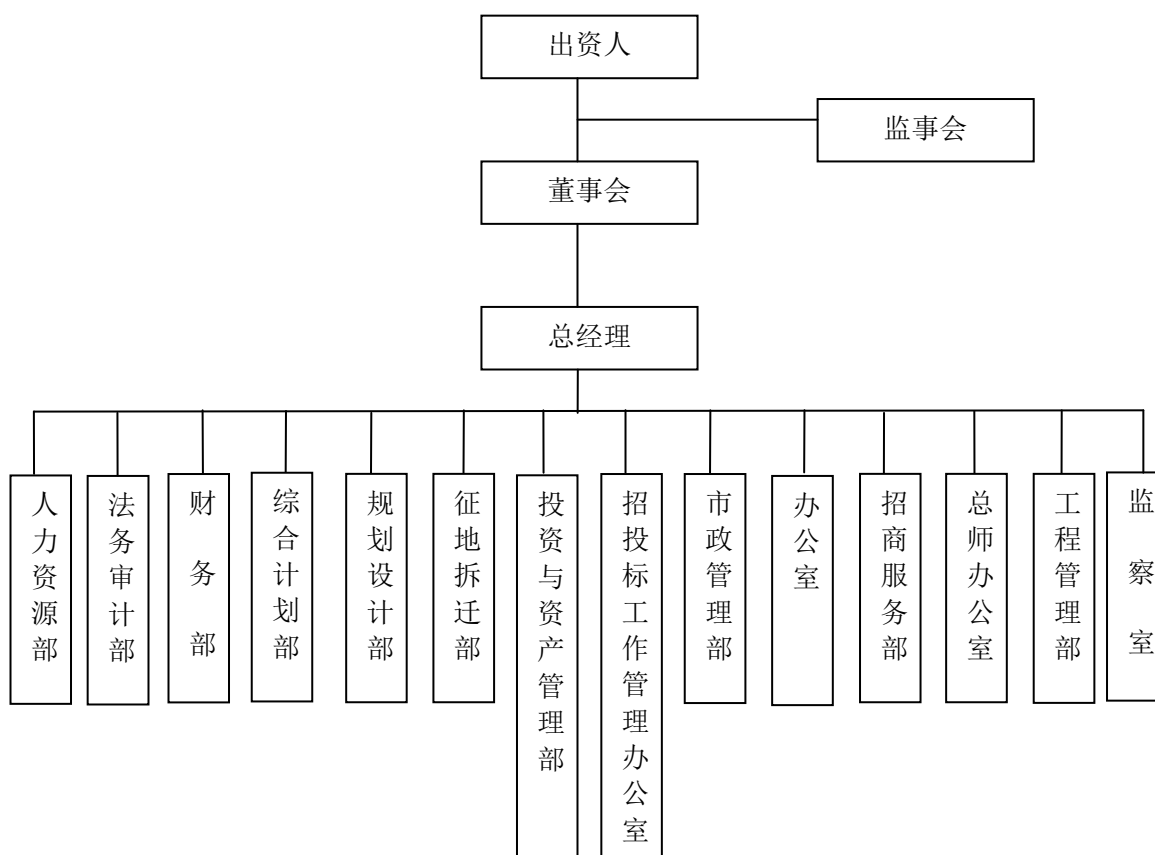 出资人
监事会
董事会
总经理
人力资源部
法务审计部
财务部
综合计划部
规划设计部
征地拆迁部
投资与资产管理部
招投标工作管理办公室
市政管理部
办公室
招商服务部
总师办公室
工程管理部
监察室